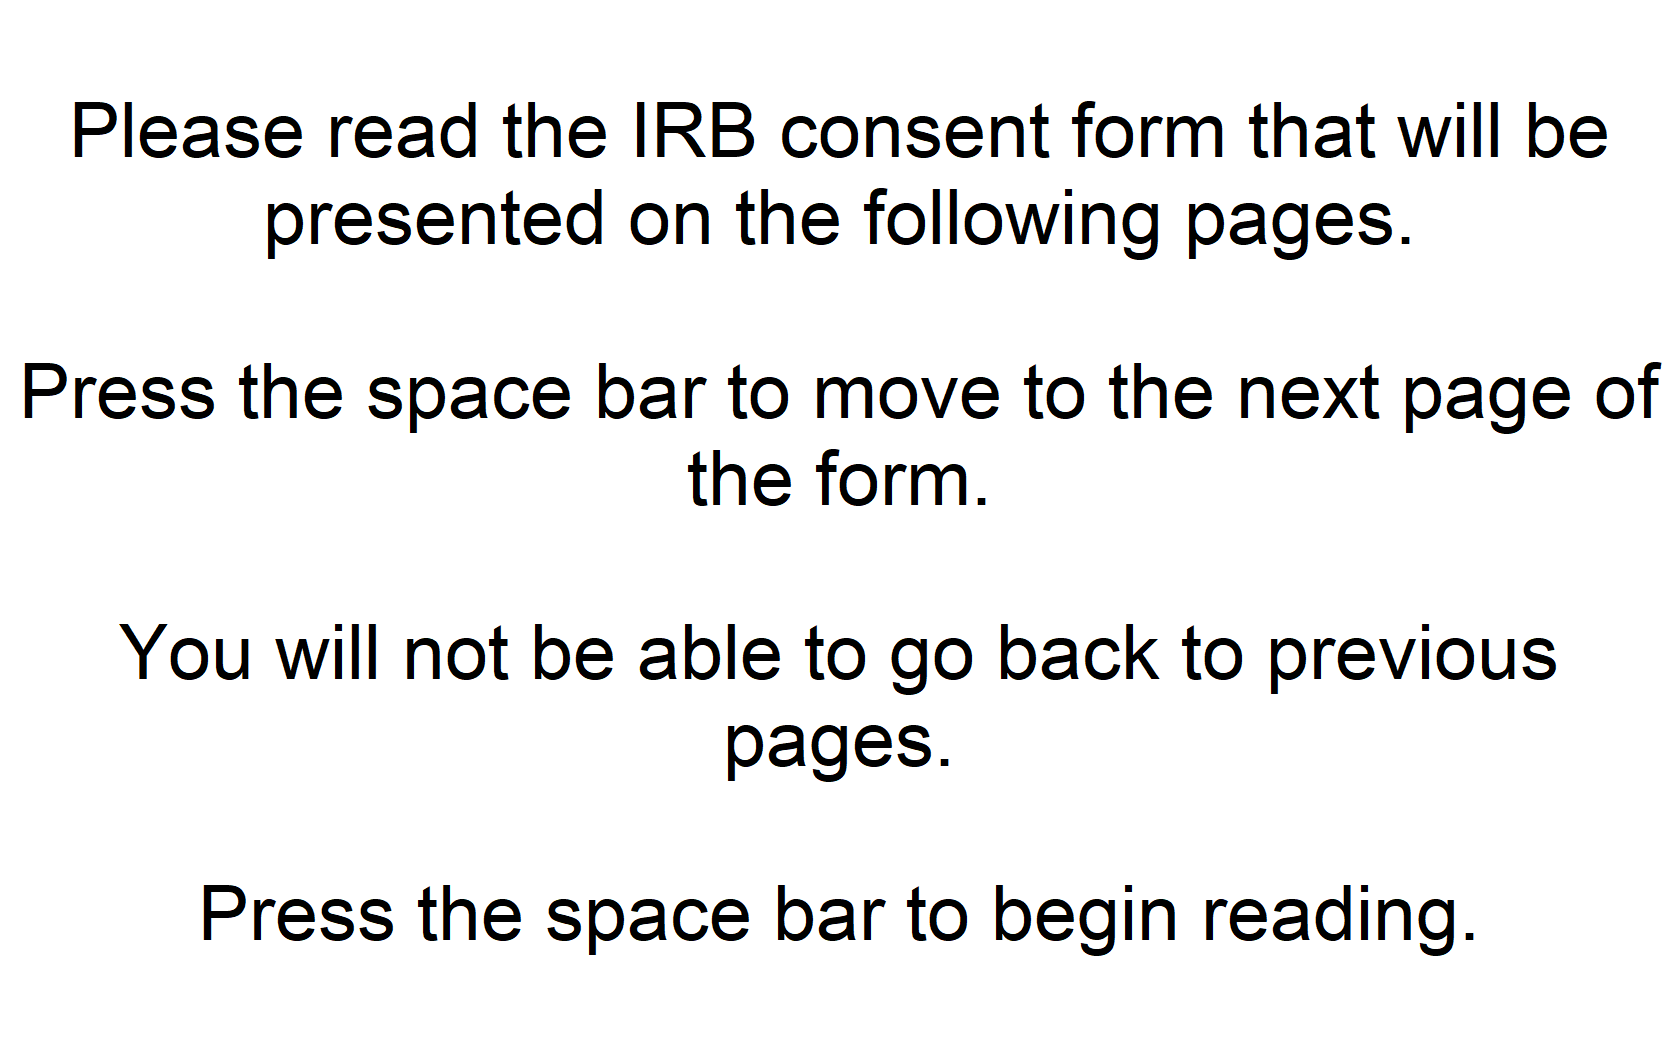 Please read the IRB consent form that will be
presented on the following pages.
Press the space bar to move to the next page of
the form.
You will not be able to go back to previous
pages.
Press the space bar to begin reading.